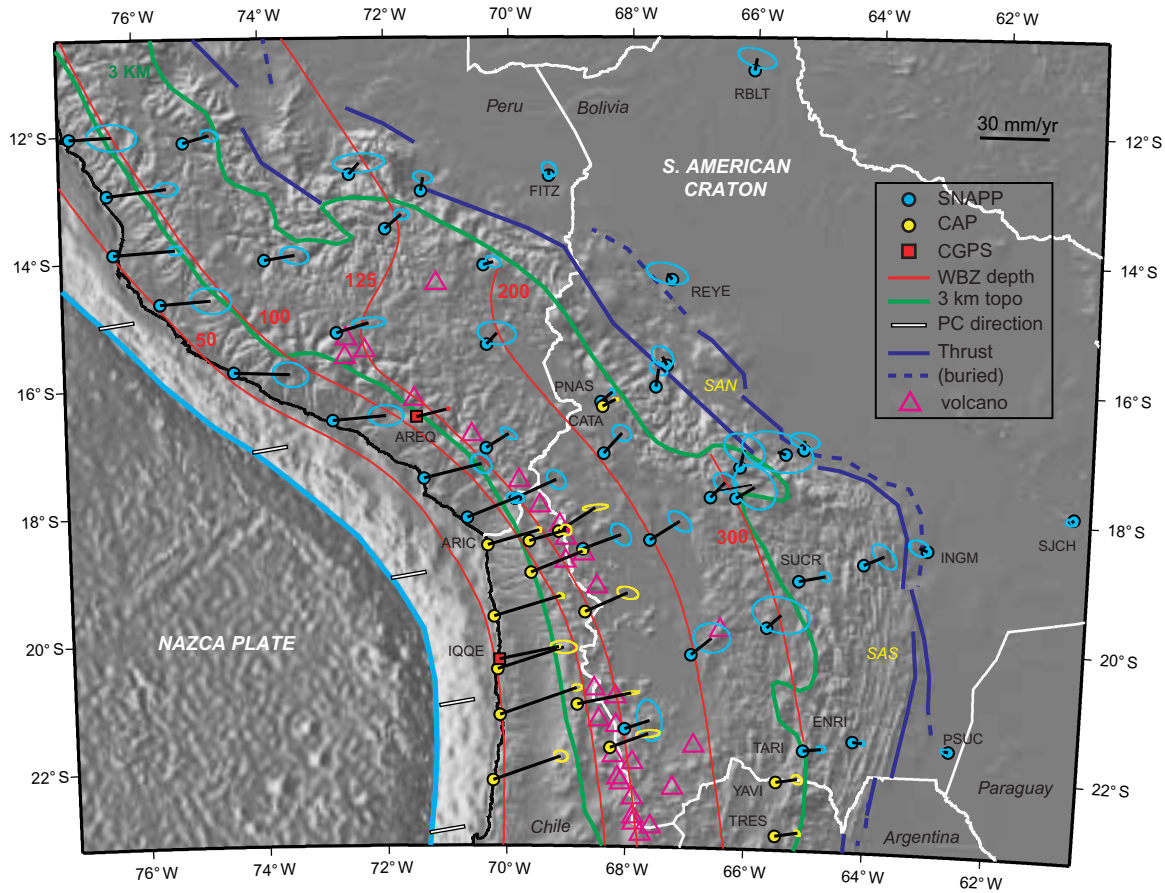 76°W 74°W 72°W 70°W 68°W 66°W 64°W 62°W
3 KM
RBLT
Peru Bolivia
30 mm/yr
12°S 12°S
S. AMERICAN
CRATON
FITZ
SNAPP
CAP
CGPS
WBZ depth
3 km topo
PC direction
Thrust
(buried)
volcano
14°S 14°S
125
200
REYE
100
50
16°S 16°S
PNAS
SAN
CATA
AREQ
18°S 18°S
ARIC
300
SJCH
INGM
SUCR
NAZCA PLATE
IQQE
20°S 20°S
SAS
ENRI
TARI
PSUC
22°S 22°S
YAVI
Paraguay
TRES
Chile
Argentina
76°W 74°W 72°W 70°W 68°W 66°W 64°W 62°W